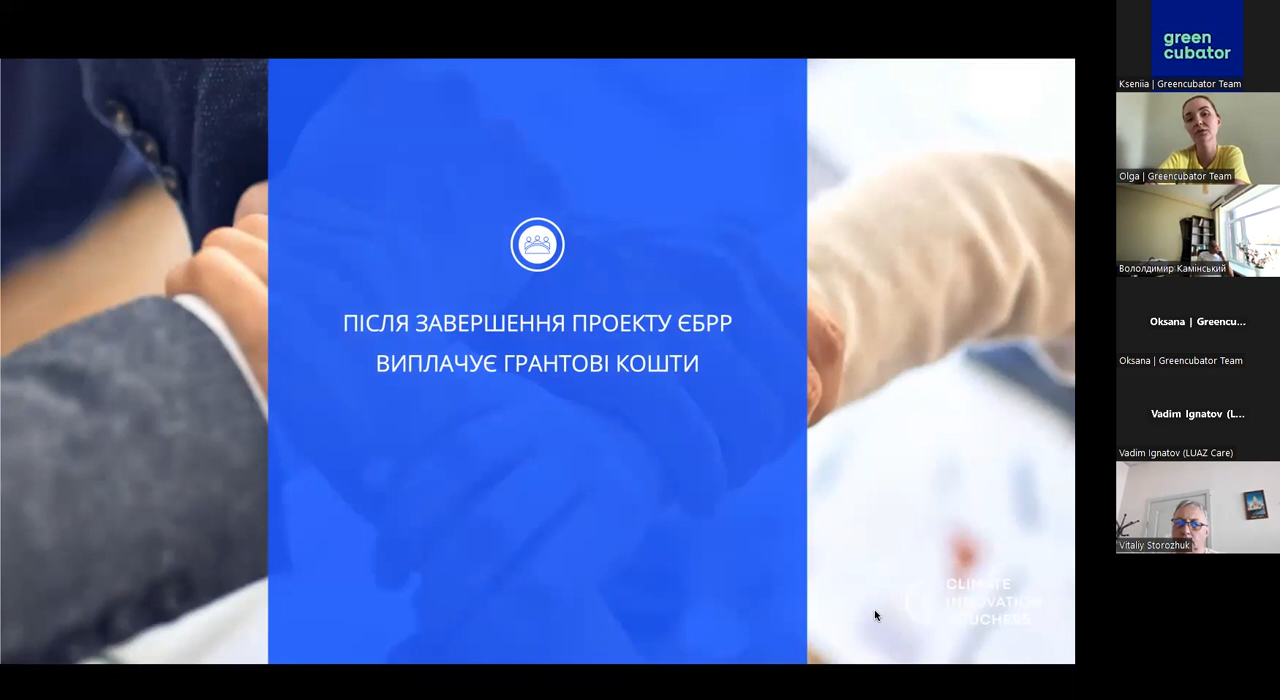 ПІСЛЯ ЗАВЕРШЕННЯ ПРОЕКТУ ЄБРР
ВИПЛАЧУЄ ГРАНТОВІ КОШТИ
CLIMATE
INNOVATION
VOUCHERS
green
cubator
Kseniia | Greencubator Team
Olga | Greencubator Team
Вололдимир Камінський
Oksana | Greencu...
Oksana | Greencubator Team
Vadim Ignatov (L...
Vadim Ignatov (LUAZ Care)
Vitaliy Storozhuk